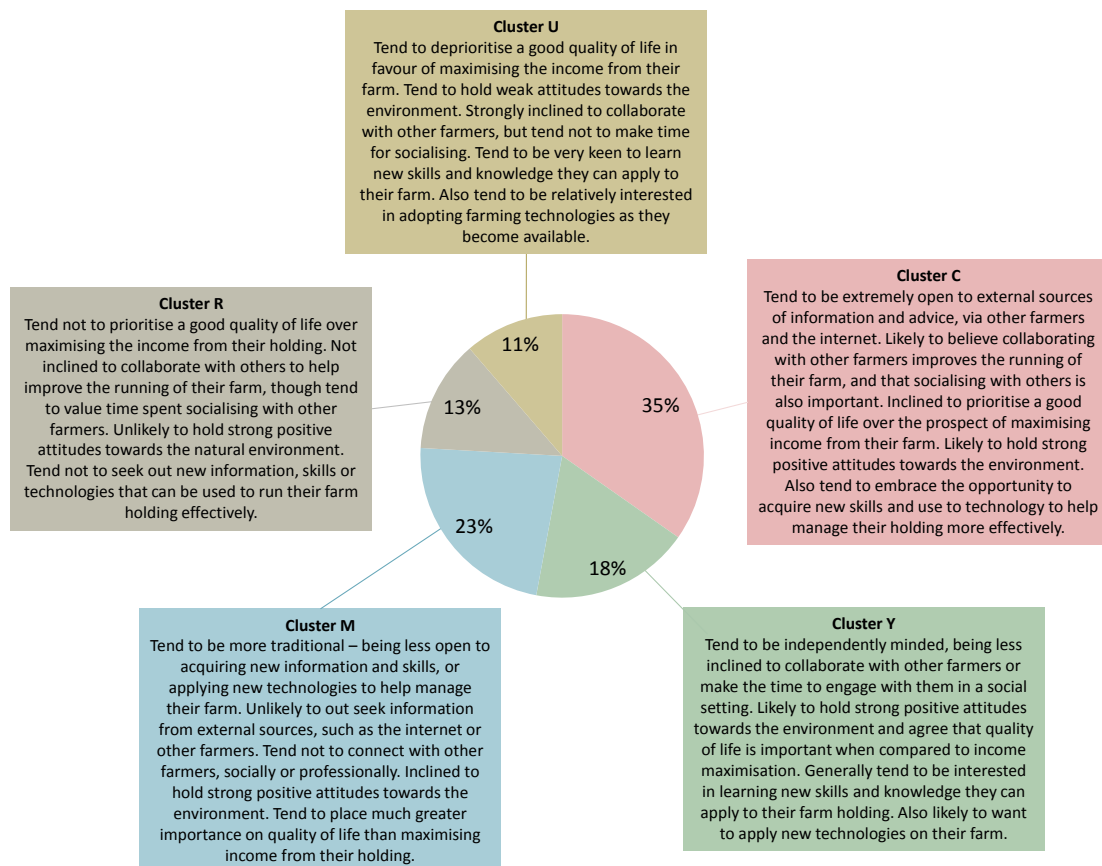 Cluster U
Tend to deprioritise a good quality of life in
favour of maximising the income from their
farm. Tend to hold weak attitudes towards the
environment. Strongly inclined to collaborate
with other farmers, but tend not to make time
for socialising. Tend to be very keen to learn
new skills and knowledge they can apply to
their farm. Also tend to be relatively interested
in adopting farming technologies as they
become available.
Cluster R
Tend not to prioritise a good quality of life over
maximising the income from their holding. Not
inclined to collaborate with others to help
improve the running of their farm, though tend
to value time spent socialising with other
farmers. Unlikely to hold strong positive
attitudes towards the natural environment.
Tend not to seek out new information, skills or
technologies that can be used to run their farm
holding effectively.
Cluster C
Tend to be extremely open to external sources
of information and advice, via other farmers
and the internet. Likely to believe collaborating
with other farmers improves the running of
their farm, and that socialising with others is
also important. Inclined to prioritise a good
quality of life over the prospect of maximising
income from their farm. Likely to hold strong
positive attitudes towards the environment.
Also tend to embrace the opportunity to
acquire new skills and use to technology to help
manage their holding more effectively.
11%
35%
13%
23%
18%
Cluster M
Tend to be more traditional – being less open to
acquiring new information and skills, or
applying new technologies to help manage
their farm. Unlikely to out seek information
from external sources, such as the internet or
other farmers. Tend not to connect with other
farmers, socially or professionally. Inclined to
hold strong positive attitudes towards the
environment. Tend to place much greater
importance on quality of life than maximising
income from their holding.
Cluster Y
Tend to be independently minded, being less
inclined to collaborate with other farmers or
make the time to engage with them in a social
setting. Likely to hold strong positive attitudes
towards the environment and agree that quality
of life is important when compared to income
maximisation. Generally tend to be interested
in learning new skills and knowledge they can
apply to their farm holding. Also likely to want
to apply new technologies on their farm.